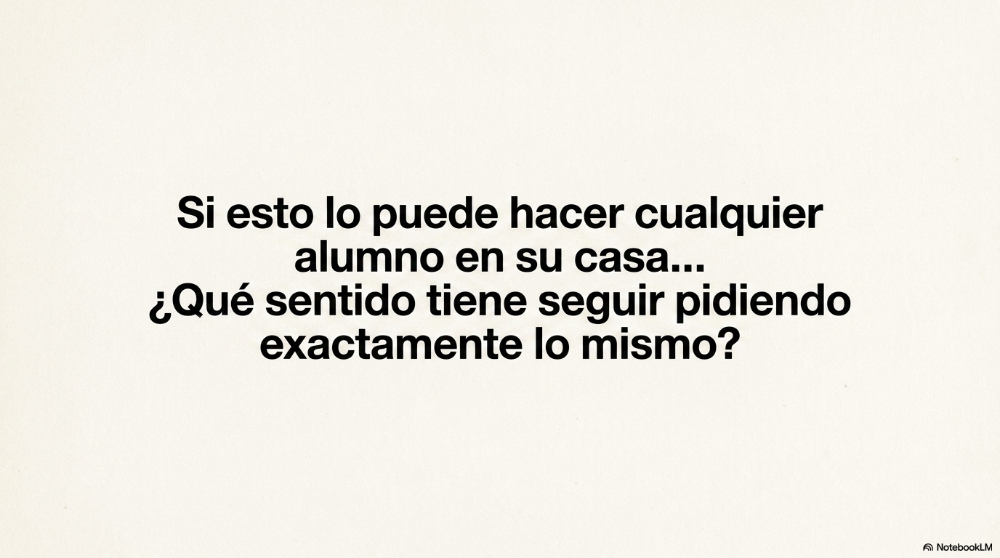 Si esto lo puede hacer cualquier
alumno en su casa...
¿Qué sentido tiene seguir pidiendo
exactamente lo mismo?
NotebookLM